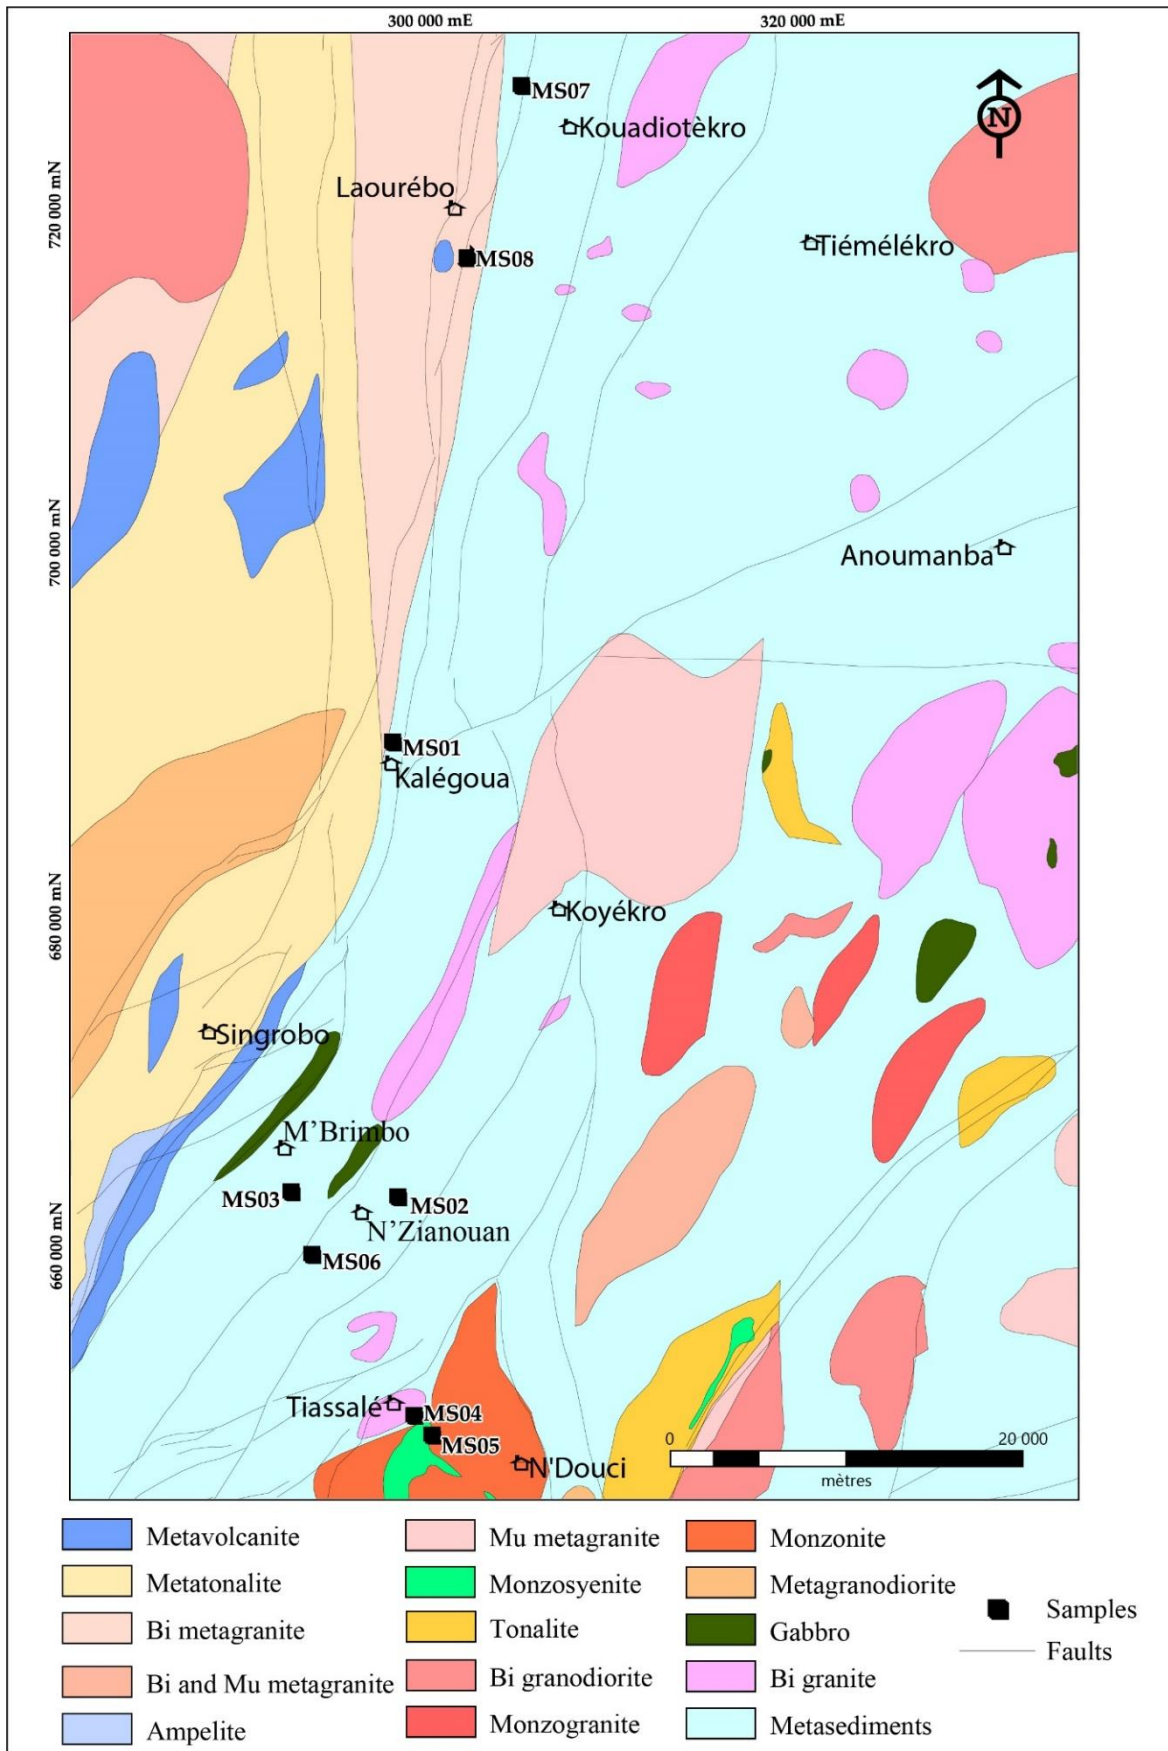 300 000 mE
320 000 mE
MS07
N
Kouadiotèkro
Laourébo
720 000 mN
Tiémélékro
MS08
700 000 mN
Anoumanba
MS01
Kalégoua
680 000 mN
Koyékro
Singrobo
M'Brimbo
MS03
MS02
N'Zianouan
660 000 mN
MS06
Tiassalé
MS04
MS05
N'Douci
0
20 000
mètres
Metavolcanite
Mu metagranite
Monzonite
Metatonalite
Monzosyenite
Metagranodiorite
Bi metagranite
Tonalite
Gabbro
Samples
Bi and Mu metagranite
Bi granodiorite
Bi granite
Faults
Ampelite
Monzogranite
Metasediments